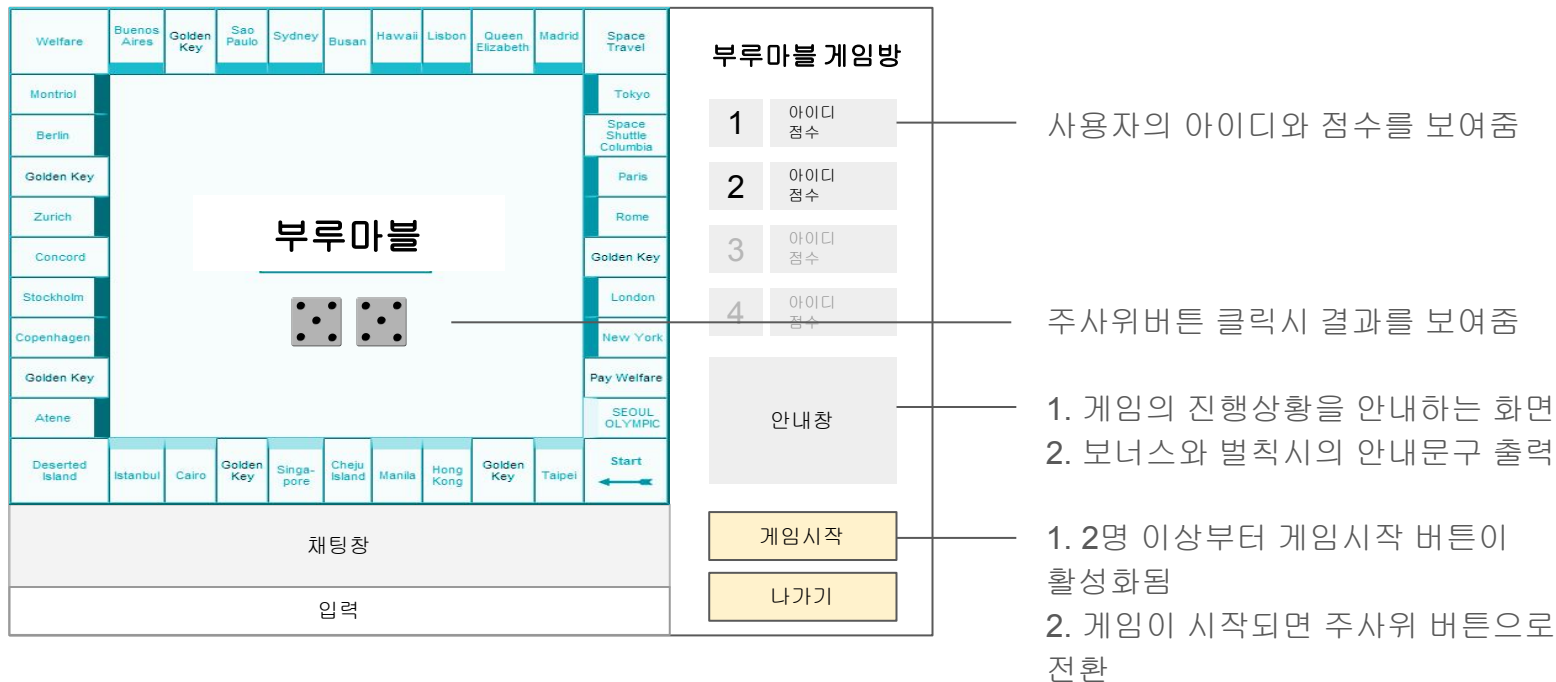 Welfare
Buenos
Aires
Golden
Key
Sao
Paulo
Sydney
Busan
Hawaii
Lisbon
Queen
Elizabeth
Madrid
Space
Travel
Montriol
Berlin
Golden Key
Zurich
Concord
Stockholm
Copenhagen
Golden Key
Atene
Tokyo
Space
Shuttle
Columbia
Paris
Rome
Golden Key
London
New York
Pay Welfare
SEOUL
OLYMPIC
부루마블
Deserted
Island
Istanbul
Cairo
Golden
Key
Singa-
pore
Cheju
Island
Manila
Hong
Kong
Golden
Key
Taipei
Start
채팅창
입력
부루마블 게임방
1
아이디
점수
2
아이디
점수
3
아이디
점수
4
아이디
점수
안내창
게임시작
나가기
사용자의 아이디와 점수를 보여줌
주사위버튼 클릭시 결과를 보여줌
1. 게임의 진행상황을 안내하는 화면
2. 보너스와 벌칙시의 안내문구 출력
1. 2명 이상부터 게임시작 버튼이
활성화됨
2. 게임이 시작되면 주사위 버튼으로
전환